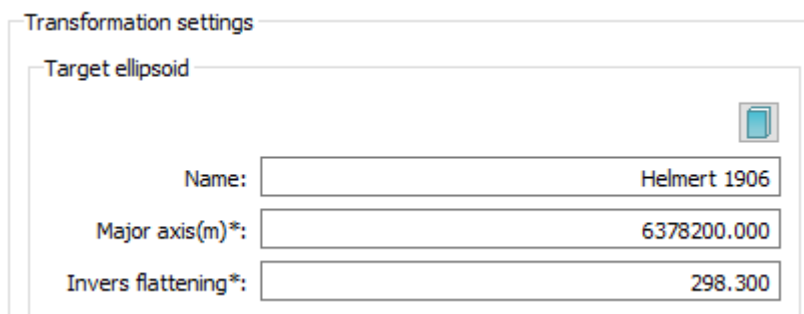 Transformation settings
Target ellipsoid
Name: Helmert 1906
Major axis(m)*: 6378200.000
Invers flattening*: 298.300